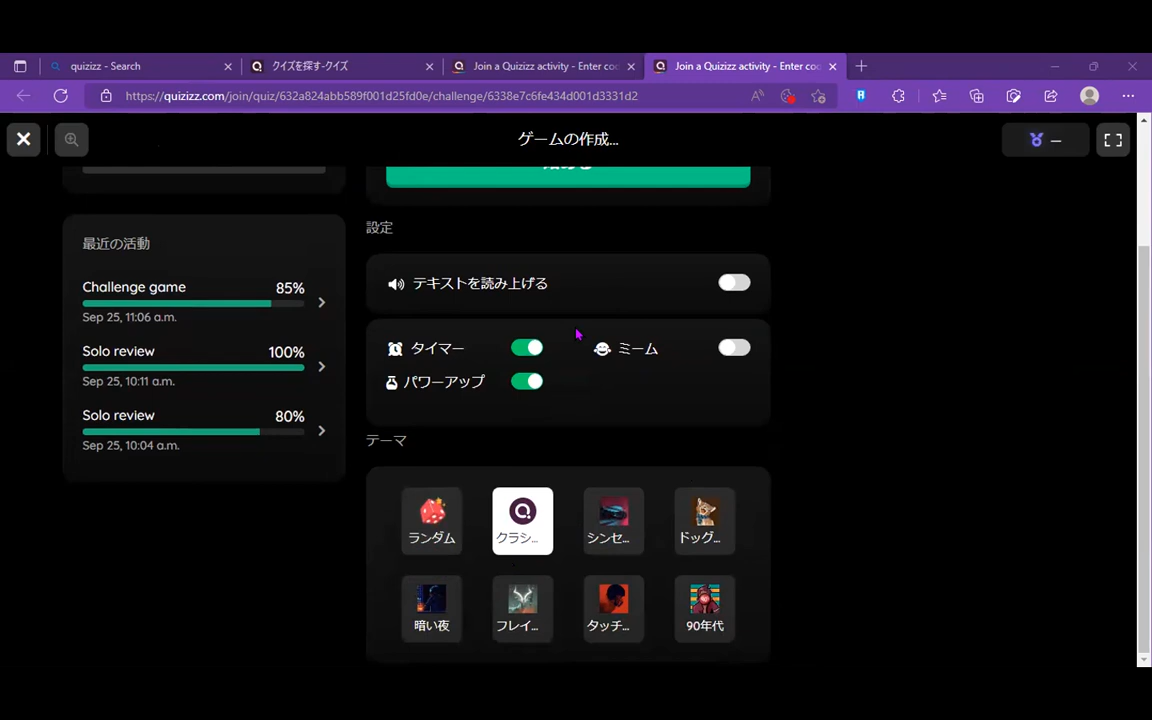 quizizz - Search
クイズを探す-クイズ
Join a Quizizz activity - Enter co
Join a Quizizz activity - Enter co
https://quizizz.com/join/quiz/632a824abb589f001d25fd0e/challenge/6338e7c6fe434d001d3331d2
ゲームの作成...
設定
最近の活動
テキストを読み上げる
Challenge game 85%
Sep 25, 11:06 a.m.
タイマー ミーム
Solo review 100%
Sep 25, 10:11 a.m.
パワーアップ
Solo review 80%
Sep 25, 10:04 a.m.
テーマ
ランダム クラシ... シンセ... ドッグ...
暗い夜 フレイ... タッチ... 90年代